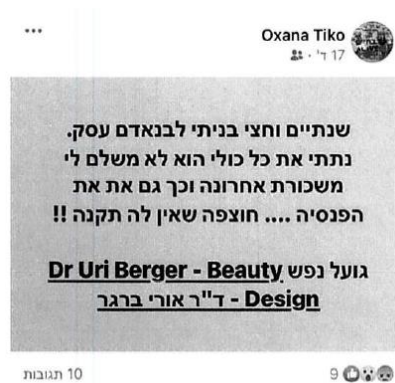 Oxana Tiko
17 ד'
שנתיים וחצי בניתי לבנאדם עסק.
נתתי את כל כולי הוא לא משלם לי
משכורת אחרונה וכך גם את את
הפנסיה .... חוצפה שאין לה תקנה !!
גועל נפש Dr Uri Berger - Beauty
Design - ד"ר אורי ברגר
9
10 תגובות